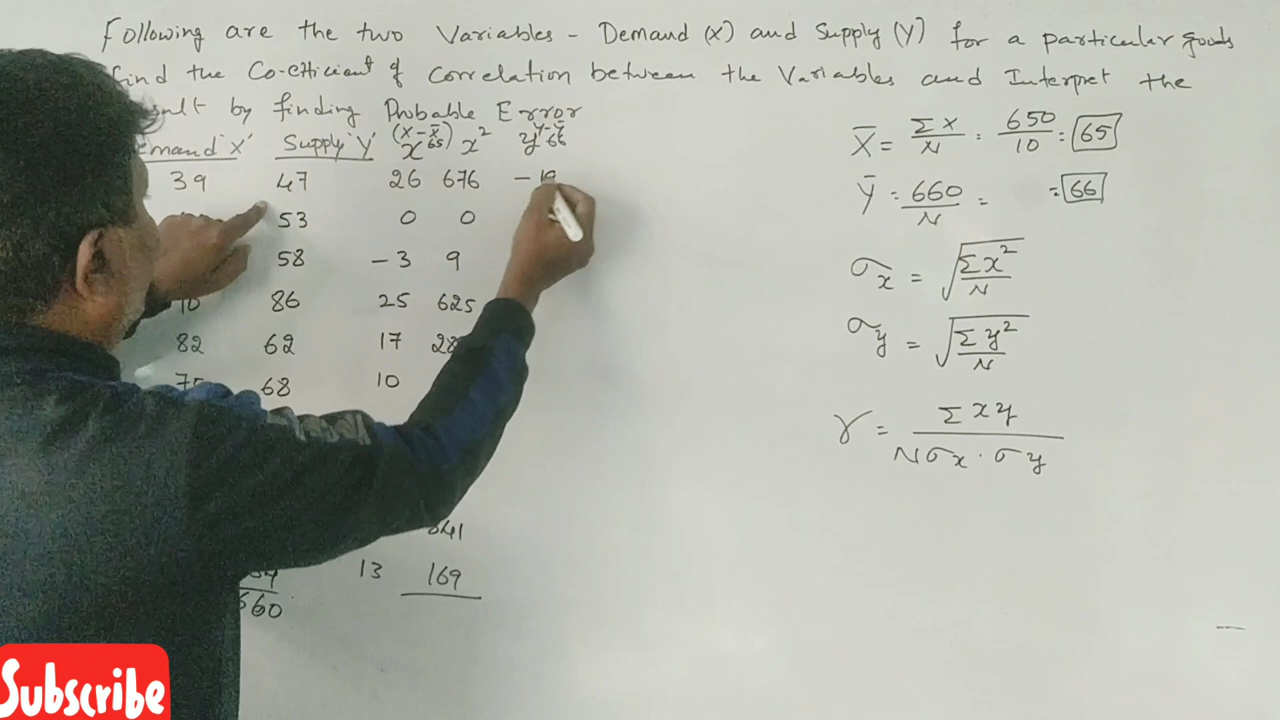 Following are the two Variables - Demand (X) and Supply (Y) for a particular goods
find the Co-efficient of Correlation between the Variables and Interpret the
by finding Probable Error
Supply 'Y' (x - x̄) 65 x x² y - ȳ 66 y
39 47 26 676
53 0 0
58 -3 9
86 25 625
82 62 17
68 10
841
13 169
660
X̄ = ΣX / N = 650 / 10 = 65
Ȳ = 660 / N = = 66
σx = √Σx² / N
σy = √Σy² / N
r = Σxy / Nσx · σy
Subscribe